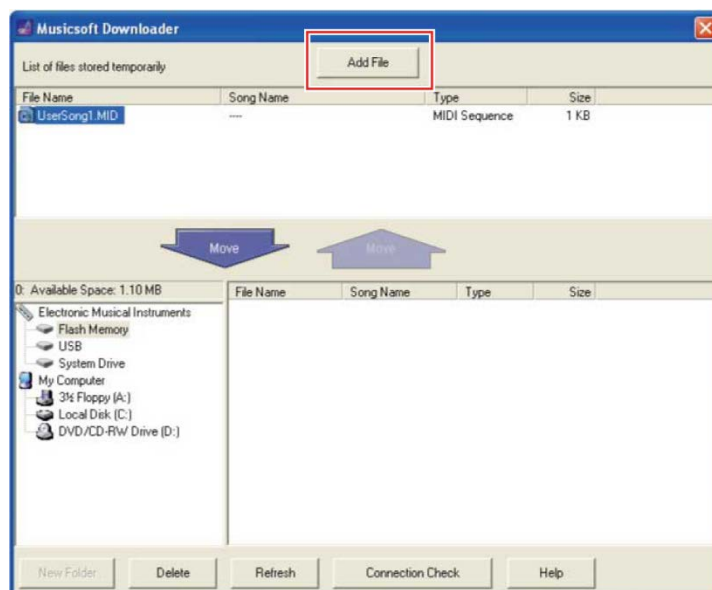 Musicsoft Downloader
List of files stored temporarily
Add File
File Name Song Name Type Size
UserSong1.MID ---- MIDI Sequence 1 KB
Move Move
0: Available Space: 1.10 MB
File Name Song Name Type Size
Electronic Musical Instruments
Flash Memory
USB
System Drive
My Computer
3½ Floppy (A:)
Local Disk (C:)
DVD/CD-RW Drive (D:)
New Folder Delete Refresh Connection Check Help